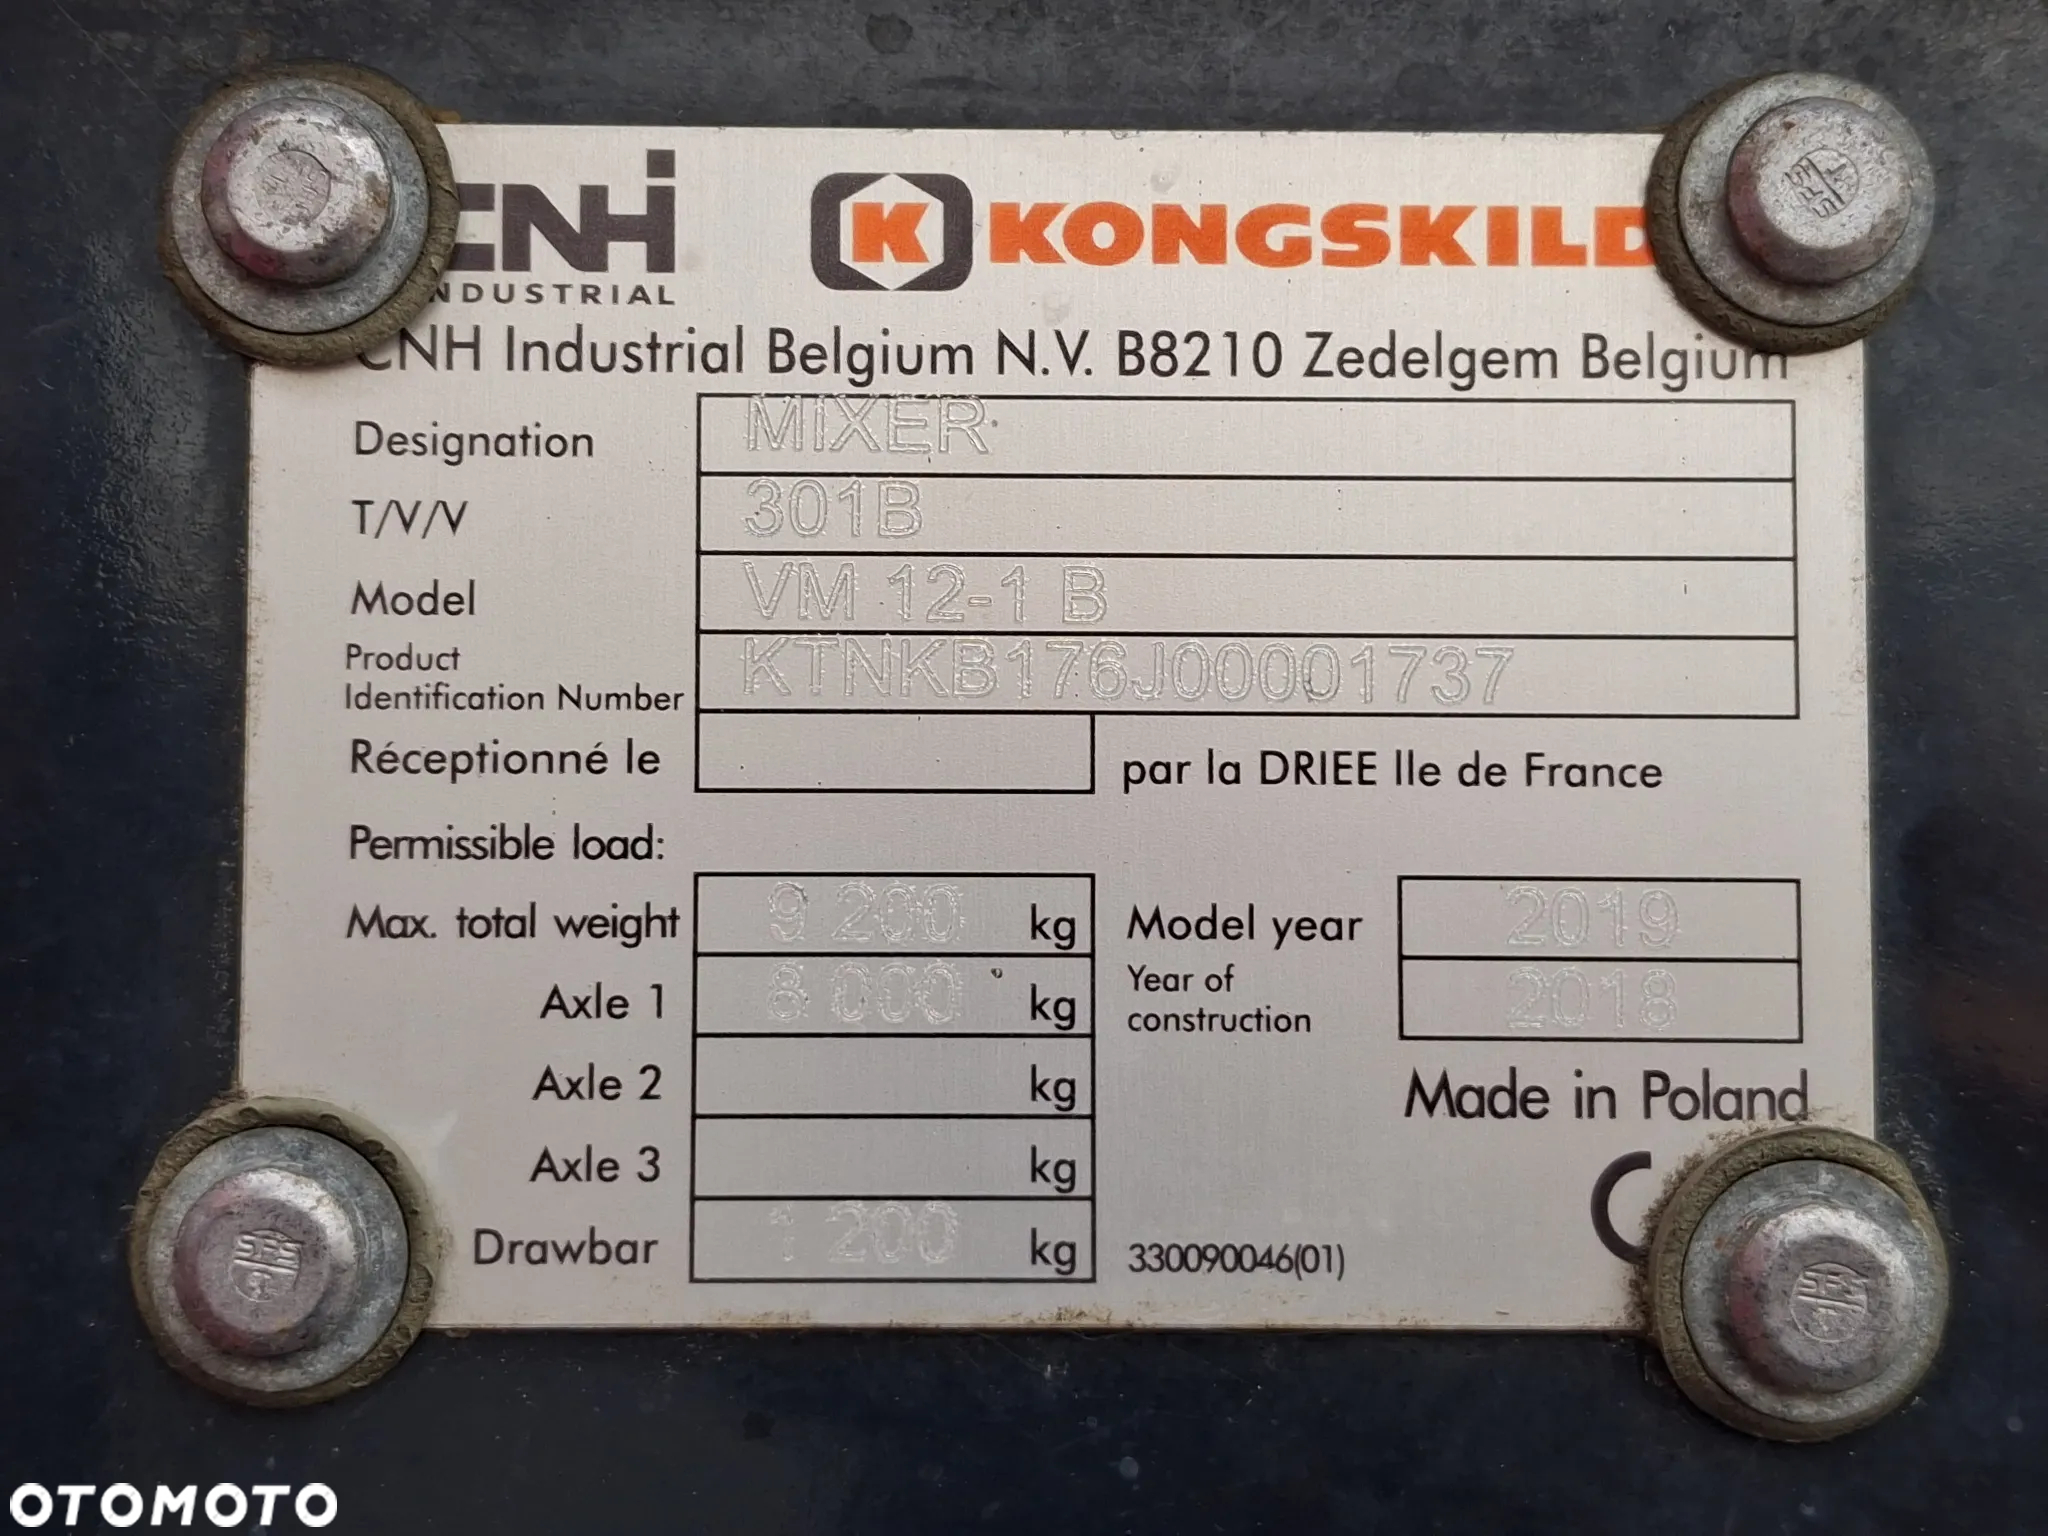 CNH
INDUSTRIAL
K KONGSKILD
CNH Industrial Belgium N.V. B8210 Zedelgem Belgium
Designation MIXER
T/V/V 301B
Model VM 12-1 B
Product
Identification Number KTNKB176J00001737
Réceptionné le par la DRIEE Ile de France
Permissible load:
Max. total weight 9 200 kg Model year 2019
Axle 1 8 000 kg Year of
construction 2018
Axle 2 kg
Made in Poland
Axle 3 kg
Drawbar 1 200 kg 330090046(01)
OTOMOTO